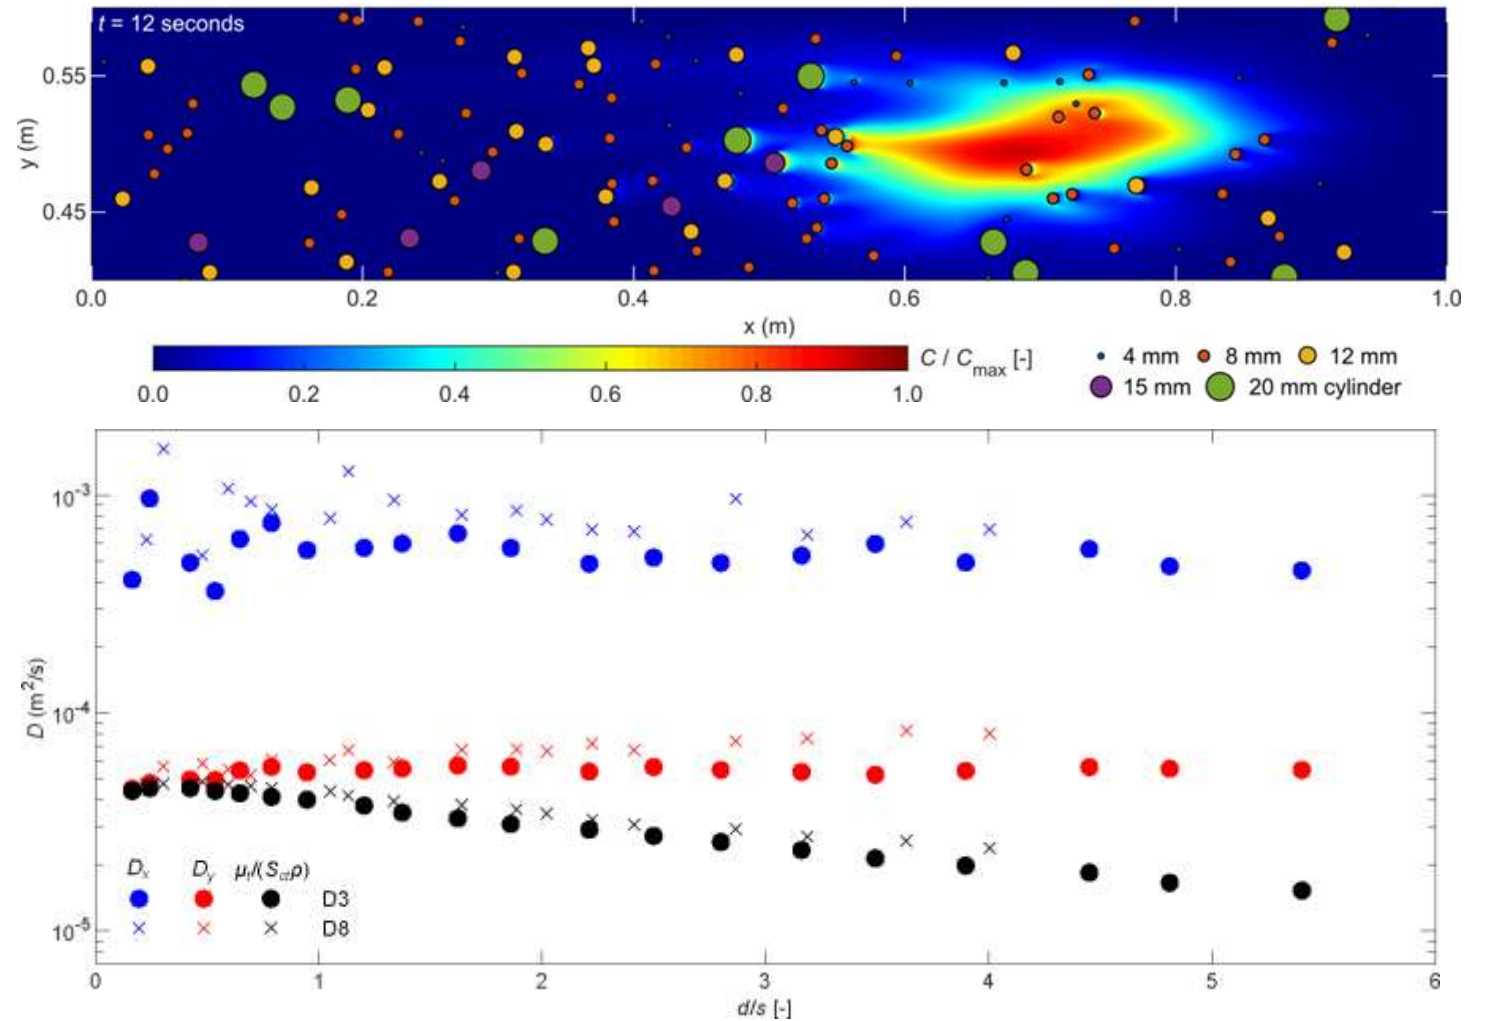 t = 12 seconds
y (m)
0.55
0.45
0.0 0.2 0.4 0.6 0.8 1.0
x (m)
C / Cmax [-]
0.0 0.2 0.4 0.6 0.8 1.0
4 mm 8 mm 12 mm
15 mm 20 mm cylinder
D (m²/s)
10⁻³
10⁻⁴
10⁻⁵
Dx Dy μt/(Sctρ)
D3
D8
0 1 2 3 4 5 6
d/s [-]